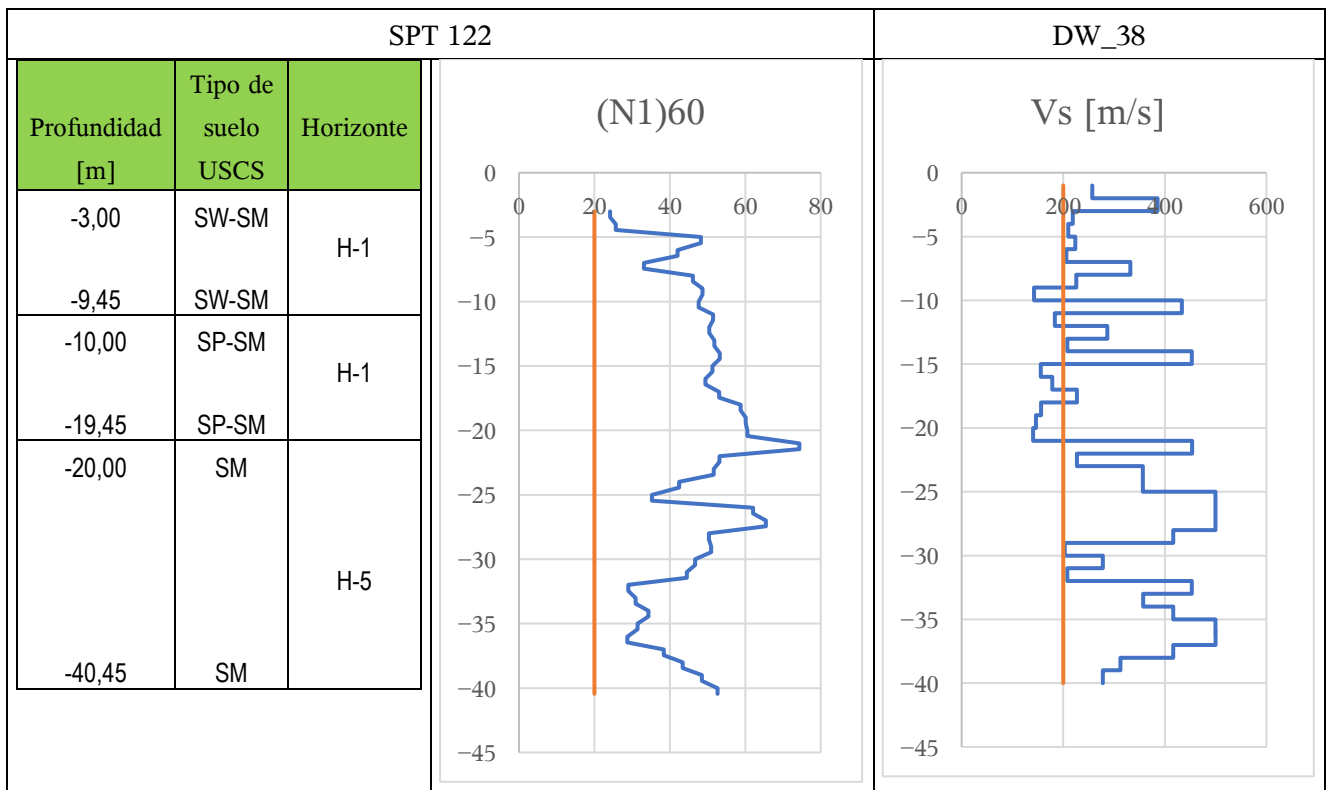 SPT 122
DW_38
Profundidad
[m]
Tipo de
suelo
USCS
Horizonte
-3,00 SW-SM
H-1
-9,45 SW-SM
-10,00 SP-SM
H-1
-19,45 SP-SM
-20,00 SM
H-5
-40,45 SM
(N1)60
0
0 20 40 60 80
−5
−10
−15
−20
−25
−30
−35
−40
−45
Vs [m/s]
0
0 200 400 600
−5
−10
−15
−20
−25
−30
−35
−40
−45